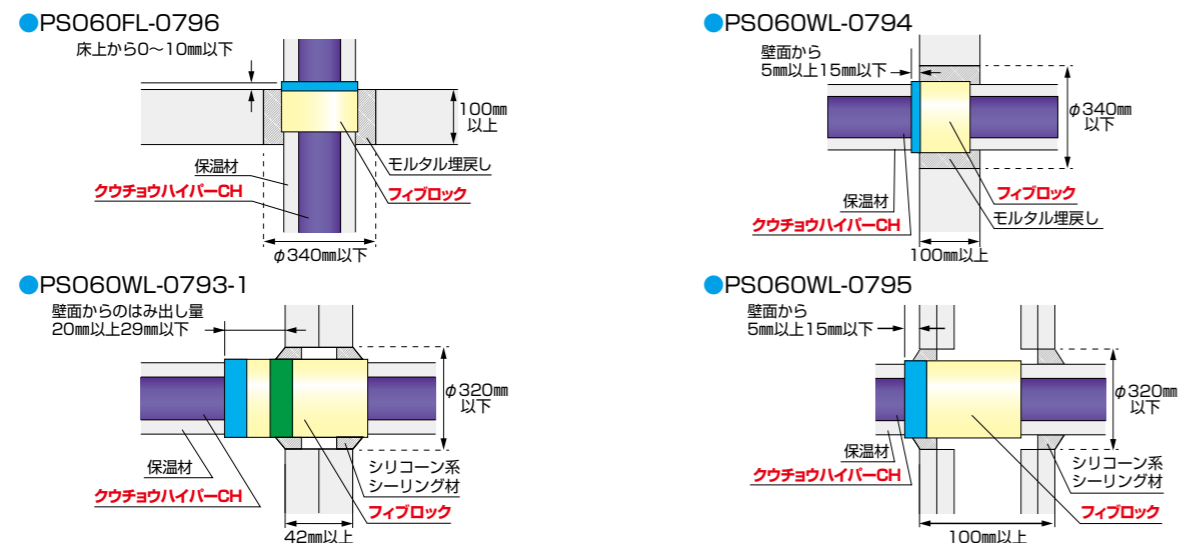 ●PS060FL-0796
床上から0〜10㎜以下
100㎜
以上
保温材
モルタル埋戻し
クウチョウハイパーCH
フィブロック
φ340㎜以下
●PS060WL-0794
壁面から
5㎜以上15㎜以下
φ340㎜
以下
保温材
フィブロック
クウチョウハイパーCH
モルタル埋戻し
100㎜以上
●PS060WL-0793-1
壁面からのはみ出し量
20㎜以上29㎜以下
φ320㎜
以下
保温材
シリコーン系
シーリング材
クウチョウハイパーCH
フィブロック
42㎜以上
●PS060WL-0795
壁面から
5㎜以上15㎜以下
φ320㎜
以下
保温材
シリコーン系
シーリング材
クウチョウハイパーCH
フィブロック
100㎜以上